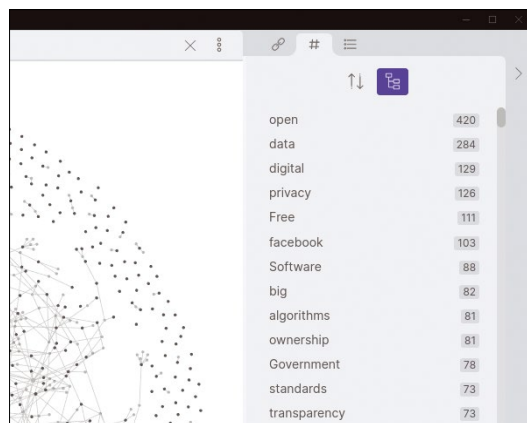 open 420
data 284
digital 129
privacy 126
Free 111
facebook 103
Software 88
big 82
algorithms 81
ownership 81
Government 78
standards 73
transparency 73